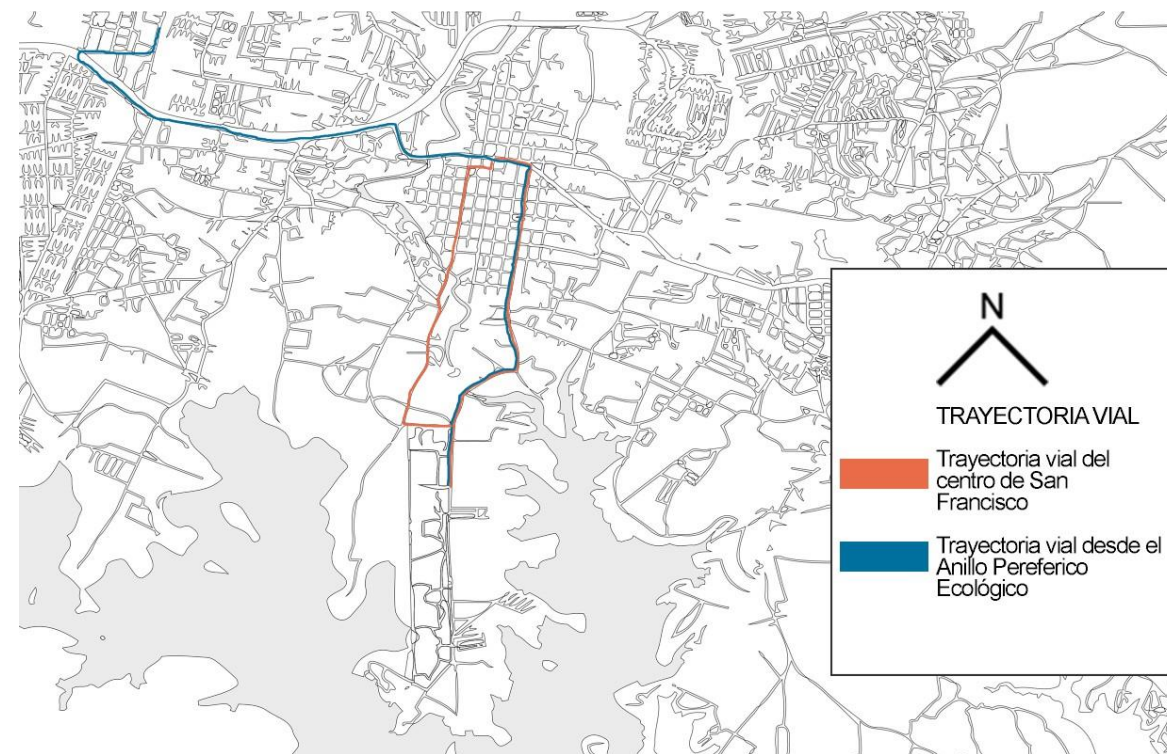 N
TRAYECTORIA VIAL
Trayectoria vial del
centro de San
Francisco
Trayectoria vial desde el
Anillo Pereferico
Ecológico